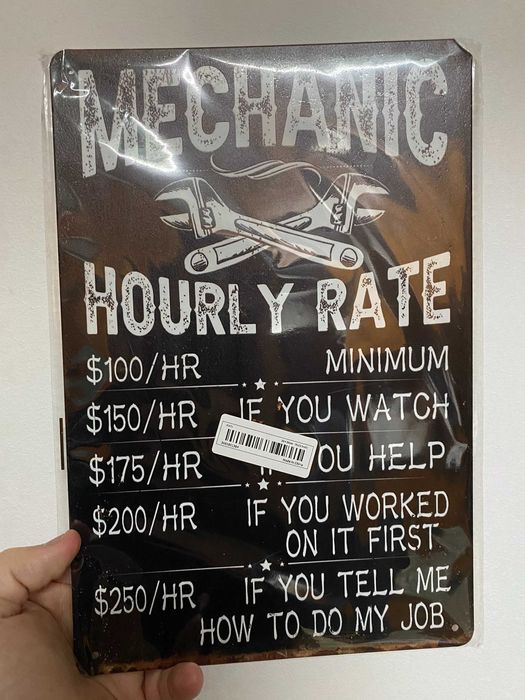 MECHANIC
HOURLY RATE
$100/HR MINIMUM
$150/HR IF YOU WATCH
$175/HR OU HELP
$200/HR IF YOU WORKED
ON IT FIRST
$250/HR IF YOU TELL ME
HOW TO DO MY JOB